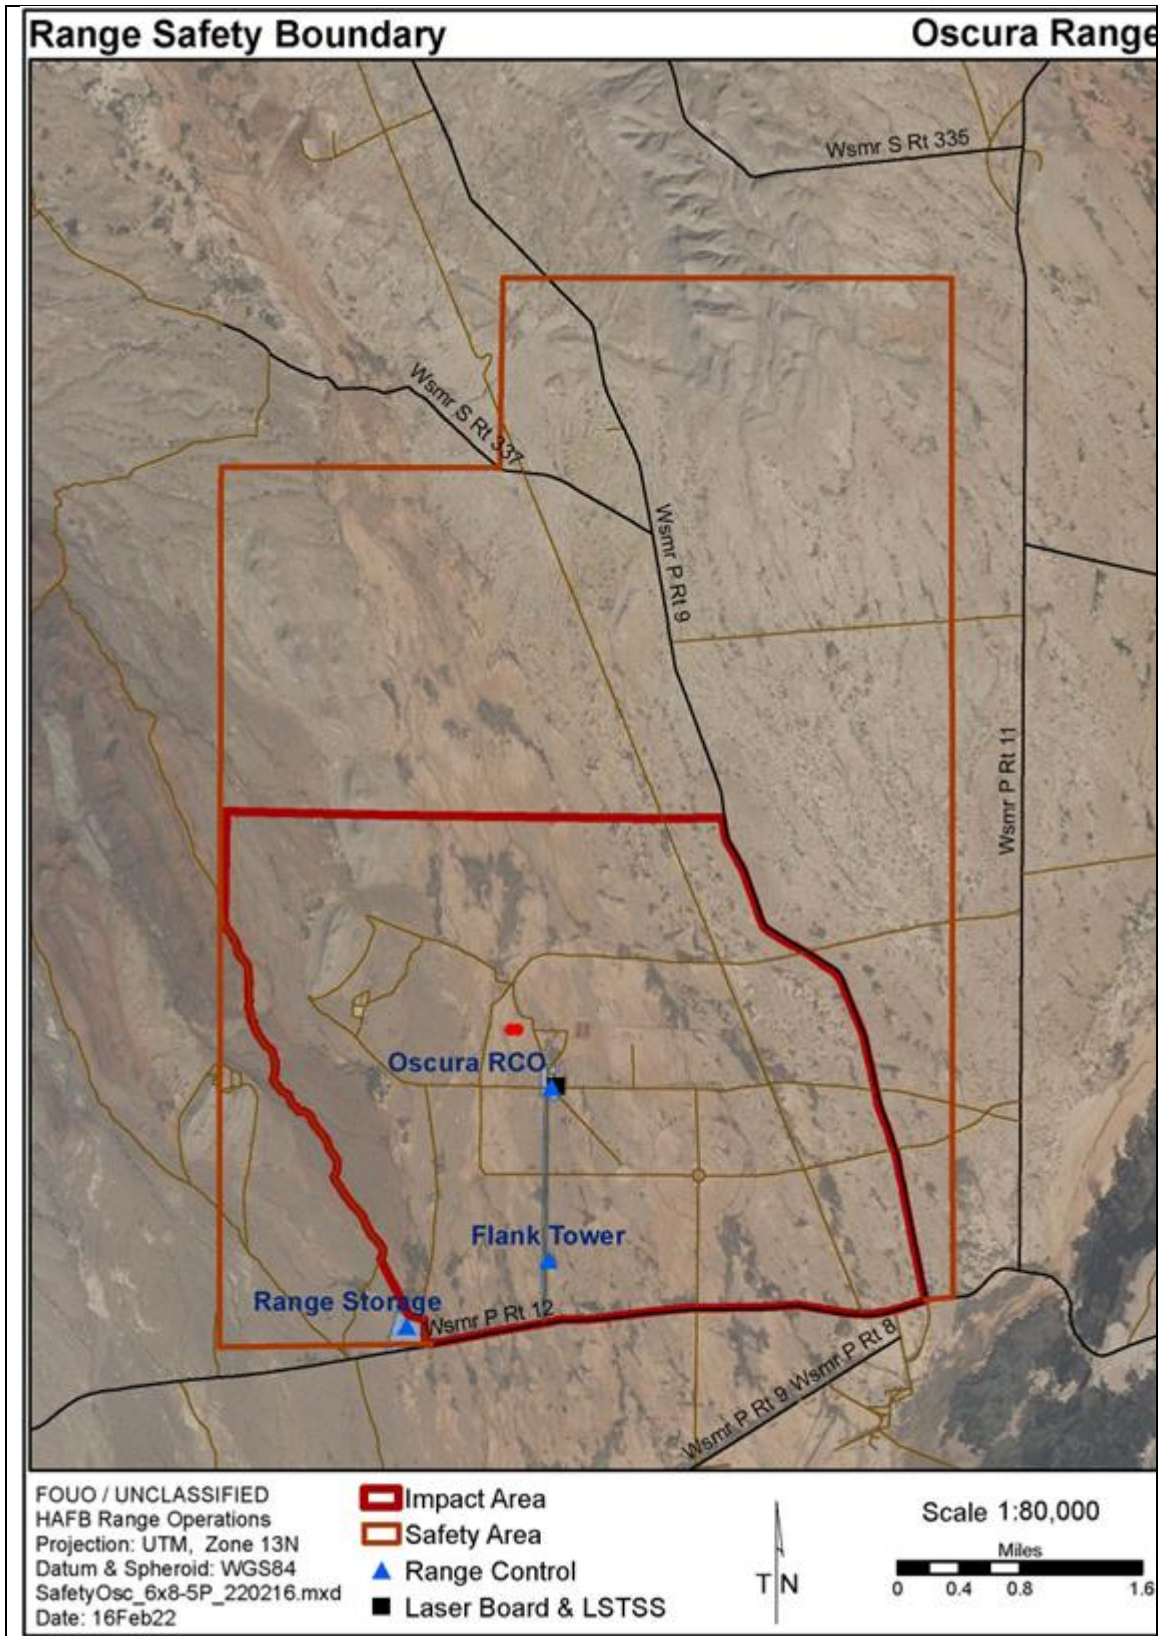 Range Safety Boundary
Oscura Range
Wsmr S Rt 335
Wsmr S Rt 337
Wsmr P Rt 9
Wsmr P Rt 11
Oscura RCO
Flank Tower
Range Storage
Wsmr P Rt 12
Wsmr P Rt 9 Wsmr P Rt 8
FOUO / UNCLASSIFIED
HAFB Range Operations
Projection: UTM, Zone 13N
Datum & Spheroid: WGS84
SafetyOsc_6x8-5P_220216.mxd
Date: 16Feb22
Impact Area
Safety Area
Range Control
Laser Board & LSTSS
T N
Scale 1:80,000
Miles
0 0.4 0.8 1.6